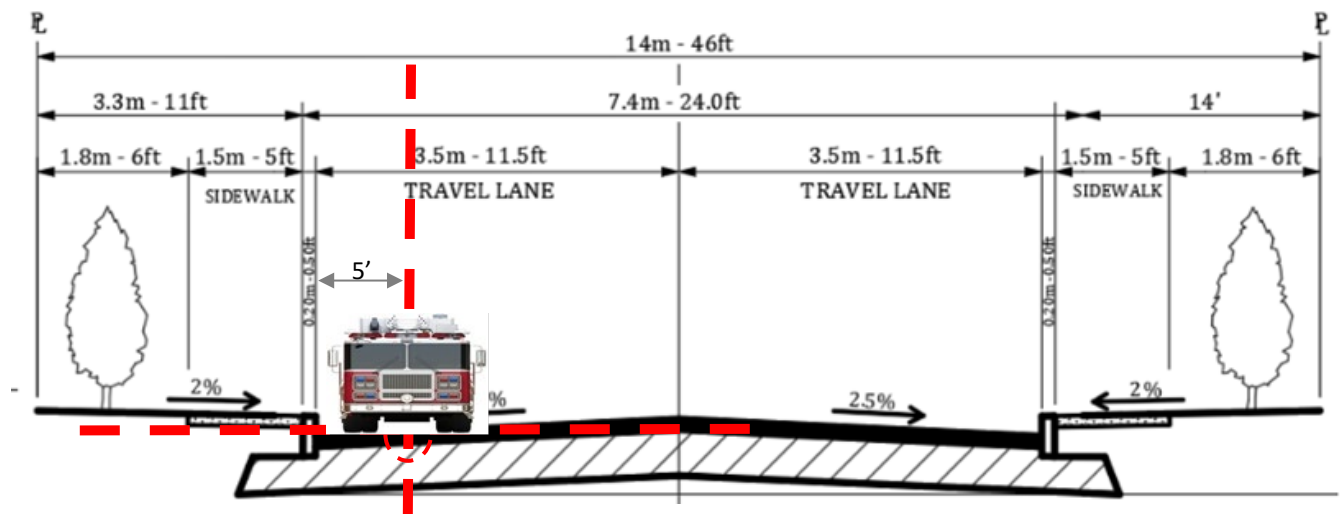 PL
PL
14m - 46ft
3.3m - 11ft
7.4m - 24.0ft
14'
1.8m - 6ft
1.5m - 5ft
3.5m - 11.5ft
3.5m - 11.5ft
1.5m - 5ft
1.8m - 6ft
SIDEWALK
TRAVEL LANE
TRAVEL LANE
SIDEWALK
0.20m -0.50ft
0.20m -0.50ft
5’
2%
%
2.5%
2%